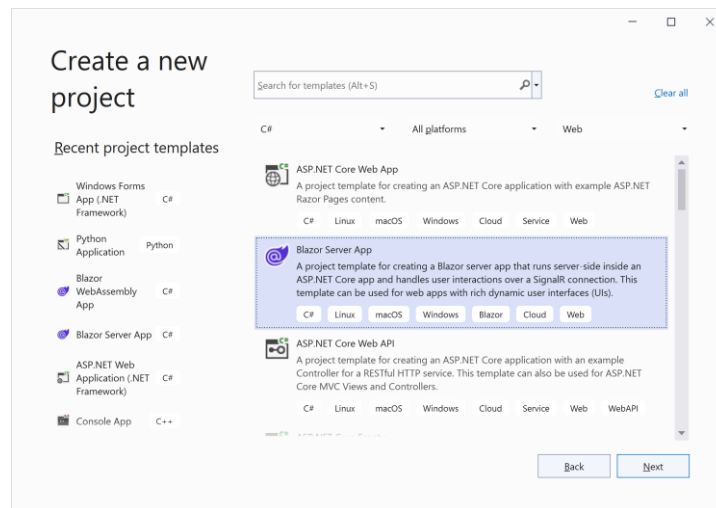 Create a new
project
Search for templates (Alt+S)
Clear all
C#
All platforms
Web
Recent project templates
Windows Forms
App (.NET
Framework)
C#
Python
Application
Python
Blazor
WebAssembly
App
C#
Blazor Server App C#
ASP.NET Web
Application (.NET
Framework)
C#
Console App C++
ASP.NET Core Web App
A project template for creating an ASP.NET Core application with example ASP.NET
Razor Pages content.
C# Linux macOS Windows Cloud Service Web
Blazor Server App
A project template for creating a Blazor server app that runs server-side inside an
ASP.NET Core app and handles user interactions over a SignalR connection. This
template can be used for web apps with rich dynamic user interfaces (UIs).
C# Linux macOS Windows Blazor Cloud Web
ASP.NET Core Web API
A project template for creating an ASP.NET Core application with an example
Controller for a RESTful HTTP service. This template can also be used for ASP.NET
Core MVC Views and Controllers.
C# Linux macOS Windows Cloud Service Web WebAPI
Back
Next